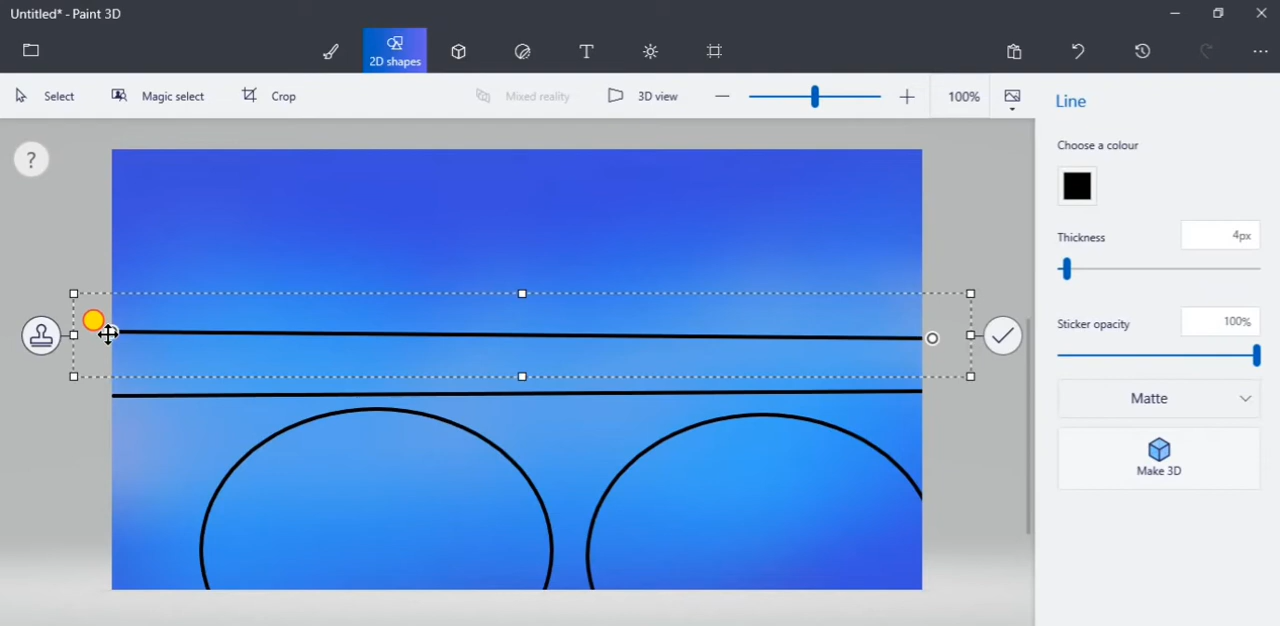 Untitled* - Paint 3D
2D shapes
Select
Magic select
Crop
Mixed reality
3D view
100%
Line
?
Choose a colour
Thickness
4px
Sticker opacity
100%
Matte
Make 3D